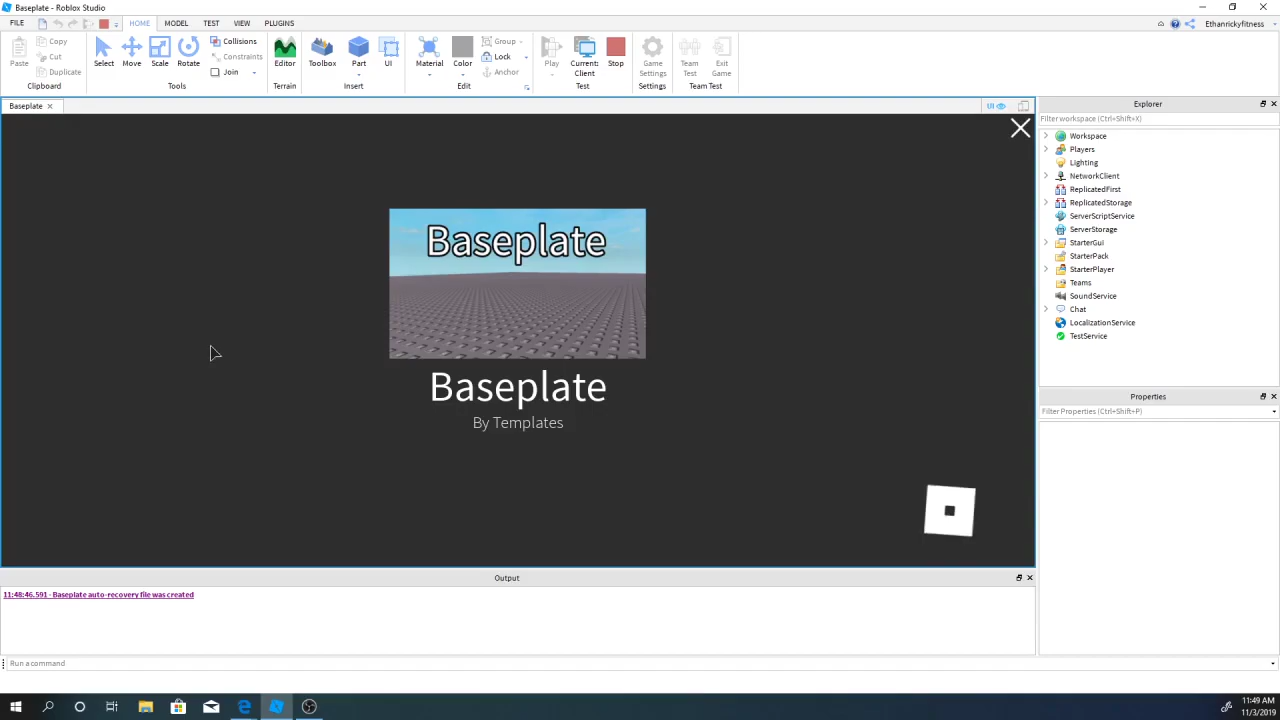 Baseplate - Roblox Studio
FILE HOME MODEL TEST VIEW PLUGINS Ethanrickyfitness
Paste Copy Cut Duplicate
Select Move Scale Rotate Collisions Constraints Join
Editor Toolbox Part UI
Material Color Group Lock Anchor
Play Current: Client Stop
Game Settings Team Test Exit Game
Clipboard Tools Terrain Insert Edit Test Settings Team Test
Baseplate UI
Baseplate
Baseplate
By Templates
Explorer
Filter workspace (Ctrl+Shift+X)
Workspace
Players
Lighting
NetworkClient
ReplicatedFirst
ReplicatedStorage
ServerScriptService
ServerStorage
StarterGui
StarterPack
StarterPlayer
Teams
SoundService
Chat
LocalizationService
TestService
Properties
Filter Properties (Ctrl+Shift+P)
Output
11:48:46.591 - Baseplate auto-recovery file was created
Run a command
11:49 AM
11/3/2019